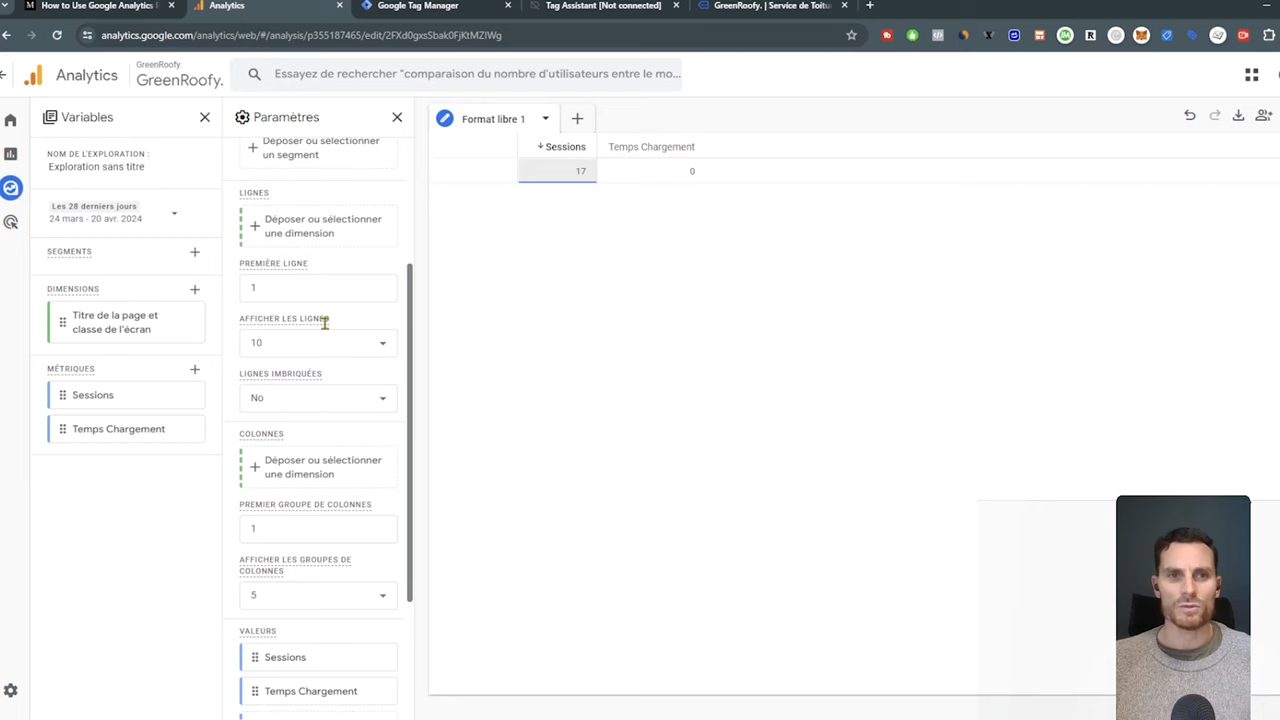 How to Use Google Analytics
Analytics
Google Tag Manager
Tag Assistant [Not connected]
GreenRoofy. | Service de Toitur
analytics.google.com/analytics/web/#/analysis/p355187465/edit/2FXd0gxsSbak0FjKtMZIWg
Analytics
GreenRoofy.
GreenRoofy.
Essayez de rechercher "comparaison du nombre d'utilisateurs entre le mo...
Variables
NOM DE L'EXPLORATION :
Exploration sans titre
Les 28 derniers jours
24 mars - 20 avr. 2024
SEGMENTS
DIMENSIONS
Titre de la page et
classe de l'écran
MÉTRIQUES
Sessions
Temps Chargement
Paramètres
Déposer ou sélectionner
un segment
LIGNES
Déposer ou sélectionner
une dimension
PREMIÈRE LIGNE
1
AFFICHER LES LIGNES
10
LIGNES IMBRIQUÉES
No
COLONNES
Déposer ou sélectionner
une dimension
PREMIER GROUPE DE COLONNES
1
AFFICHER LES GROUPES DE
COLONNES
5
VALEURS
Sessions
Temps Chargement
Format libre 1
Sessions
Temps Chargement
17
0